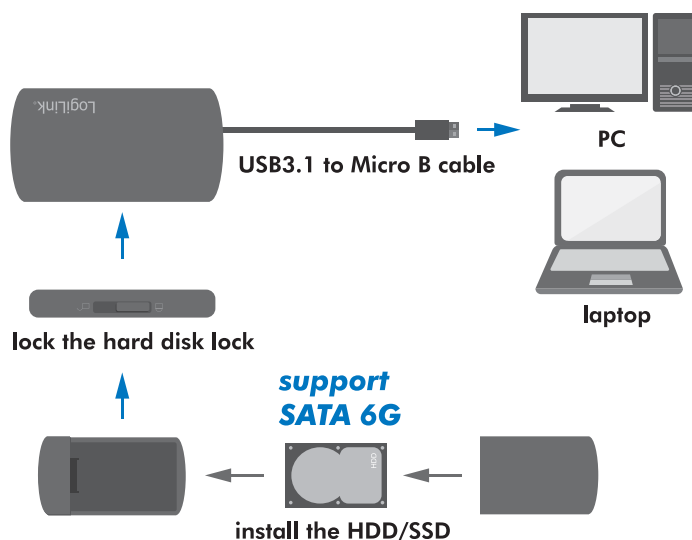 LogiLink®
PC
USB3.1 to Micro B cable
laptop
lock the hard disk lock
support
SATA 6G
HDD
install the HDD/SSD